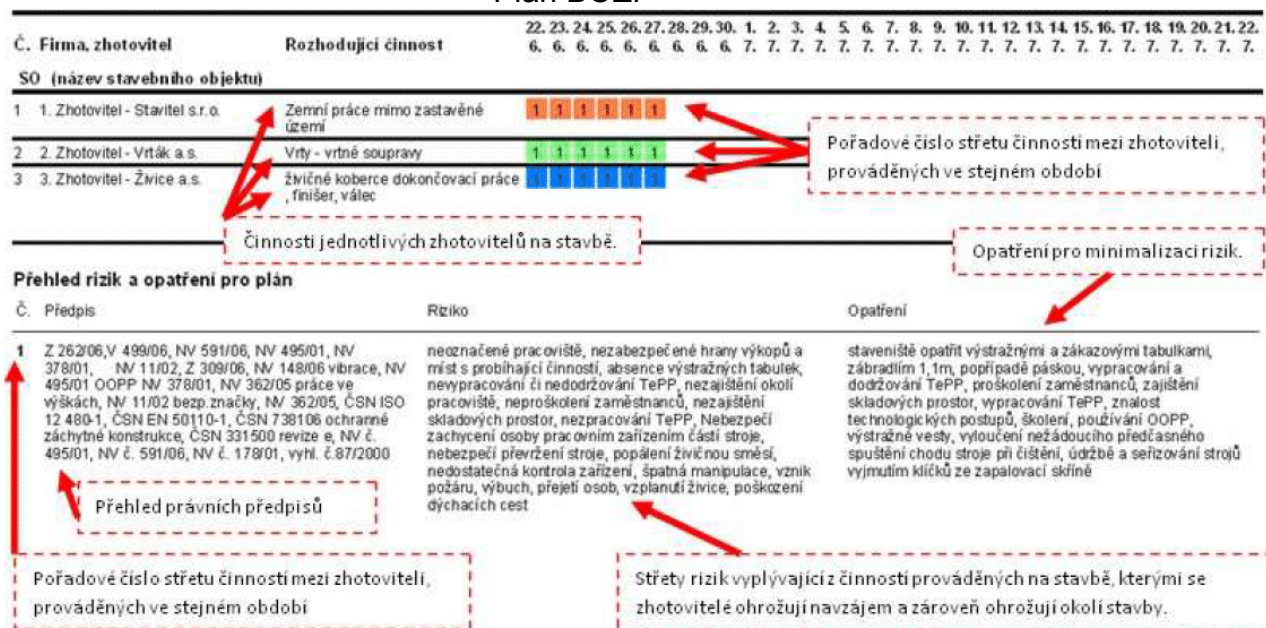 Plán BOZP
22. 23. 24. 25. 26. 27. 28. 29. 30. 1. 2. 3. 4. 5. 6. 7. 8. 9. 10. 11. 12. 13. 14. 15. 16. 17. 18. 19. 20. 21. 22.
Č. Firma, zhotovitel Rozhodující činnost 6. 6. 6. 6. 6. 6. 6. 6. 6. 7. 7. 7. 7. 7. 7. 7. 7. 7. 7. 7. 7. 7. 7. 7. 7. 7. 7. 7. 7. 7. 7.
SO (název stavebního objektu)
1 1. Zhotovitel - Stavitel s.r.o. Zemní práce mimo zastavěné území 1 1 1 1 1 1
2 2. Zhotovitel - Vrták a.s. Vrty - vrtné soupravy 1 1 1 1 1 1
3 3. Zhotovitel - Živice a.s. živičné koberce dokončovací práce , finišer, válec 1 1 1 1 1 1
Pořadové číslo střetu činností mezi zhotoviteli,
prováděných ve stejném období
Činnosti jednotlivých zhotovitelů na stavbě.
Opatření pro minimalizaci rizik.
Přehled rizik a opatření pro plán
Č. Předpis Riziko Opatření
1 Z 262/06,V 499/06, NV 591/06, NV 495/01, NV
378/01, NV 11/02, Z 309/06, NV 148/06 vibrace, NV
495/01 OOPP NV 378/01, NV 362/05 práce ve
výškách, NV 11/02 bezp.značky, NV 362/05, ČSN ISO
12 480-1, ČSN EN 50110-1, ČSN 738106 ochranné
záchytné konstrukce, ČSN 331500 revize e, NV č.
495/01, NV č. 591/06, NV č. 178/01, vyhl. č.87/2000
neoznačené pracoviště, nezabezpečené hrany výkopů a
míst s probíhající činností, absence výstražných tabulek,
nevypracování či nedodržování TePP, nezajištění okolí
pracoviště, neproškolení zaměstnanců, nezajištění
skladových prostor, nezpracování TePP, Nebezpečí
zachycení osoby pracovním zařízením částí stroje,
nebezpečí převržení stroje, popálení živičnou směsí,
nedostatečná kontrola zařízení, špatná manipulace, vznik
požáru, výbuch, přejetí osob, vzplanutí živice, poškození
dýchacích cest
staveniště opatřit výstražnými a zákazovými tabulkami,
zábradlím 1,1m, popřípadě páskou, vypracování a
dodržování TePP, proškolení zaměstnanců, zajištění
skladových prostor, vypracování TePP, znalost
technologických postupů, školení, používání OOPP,
výstražné vesty, vyloučení nežádoucího předčasného
spuštění chodu stroje při čištění, údržbě a seřizování strojů
vyjmutím klíčků ze zapalovací skříně
Přehled právních předpisů
Pořadové číslo střetu činností mezi zhotoviteli,
prováděných ve stejném období
Střety rizik vyplývající z činností prováděných na stavbě, kterými se
zhotovitelé ohrožují navzájem a zároveň ohrožují okolí stavby.